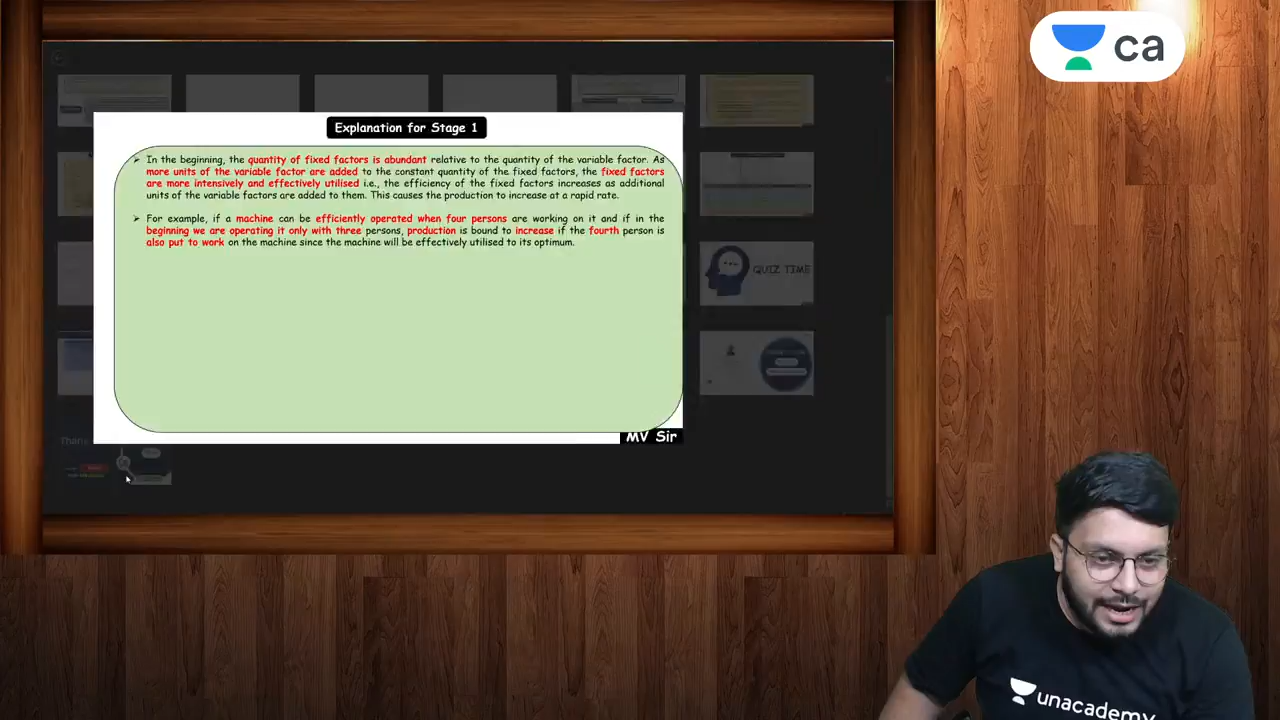 ca
Explanation for Stage 1
➢ In the beginning, the quantity of fixed factors is abundant relative to the quantity of the variable factor. As
more units of the variable factor are added to the constant quantity of the fixed factors, the fixed factors
are more intensively and effectively utilised i.e., the efficiency of the fixed factors increases as additional
units of the variable factors are added to them. This causes the production to increase at a rapid rate.
➢ For example, if a machine can be efficiently operated when four persons are working on it and if in the
beginning we are operating it only with three persons, production is bound to increase if the fourth person is
also put to work on the machine since the machine will be effectively utilised to its optimum.
QUIZ TIME
MV Sir
Thank
unacademy